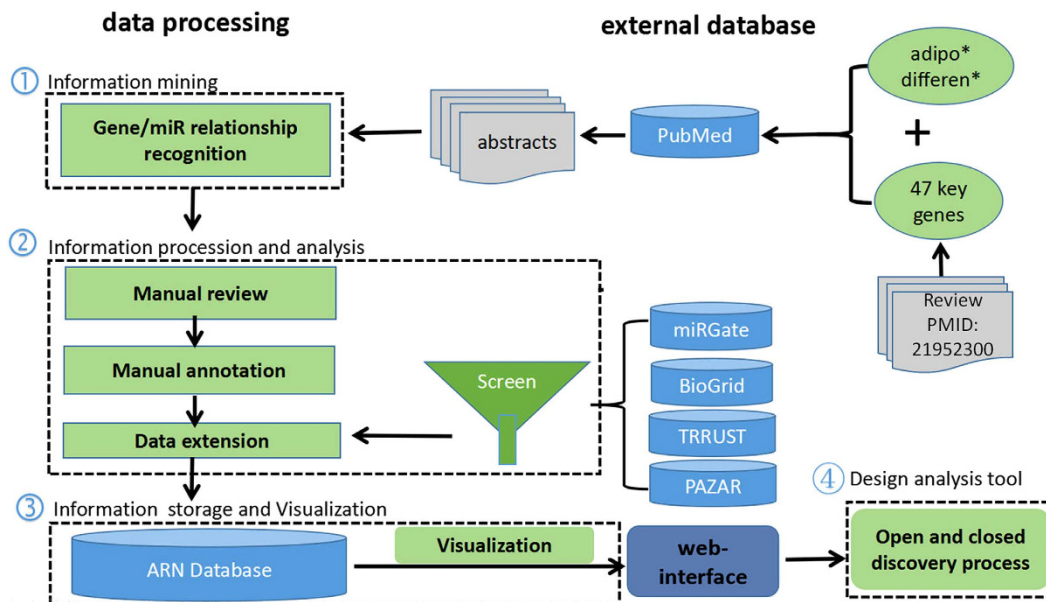 data processing
external database
① Information mining
Gene/miR relationship
recognition
abstracts
PubMed
adipo*
differen*
+
47 key
genes
Review
PMID:
21952300
② Information procession and analysis
Manual review
Manual annotation
Data extension
Screen
miRGate
BioGrid
TRRUST
PAZAR
③ Information storage and Visualization
ARN Database
Visualization
web-
interface
④ Design analysis tool
Open and closed
discovery process